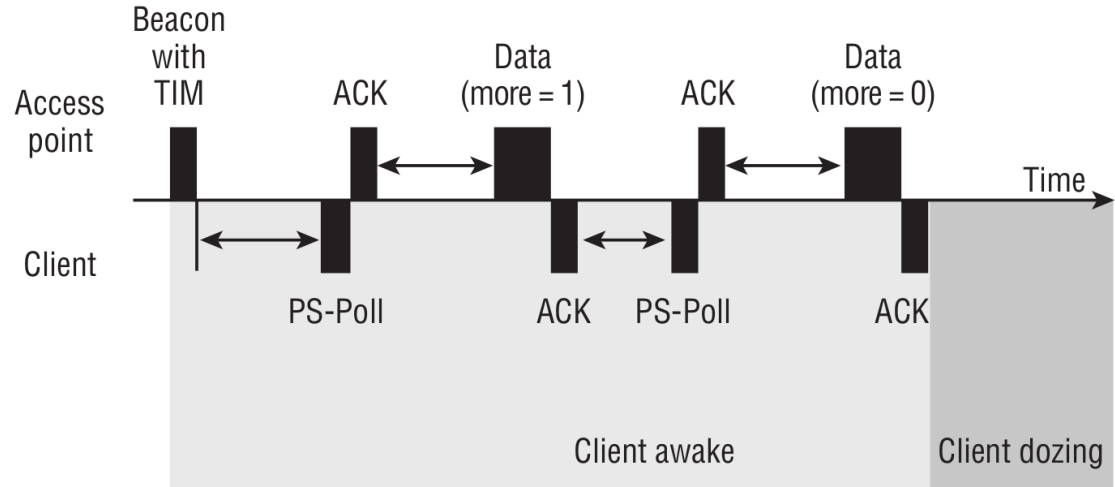 Beacon
with
TIM
ACK
Data
(more = 1)
ACK
Data
(more = 0)
Access
point
Time
Client
PS-Poll
ACK
PS-Poll
ACK
Client awake
Client dozing